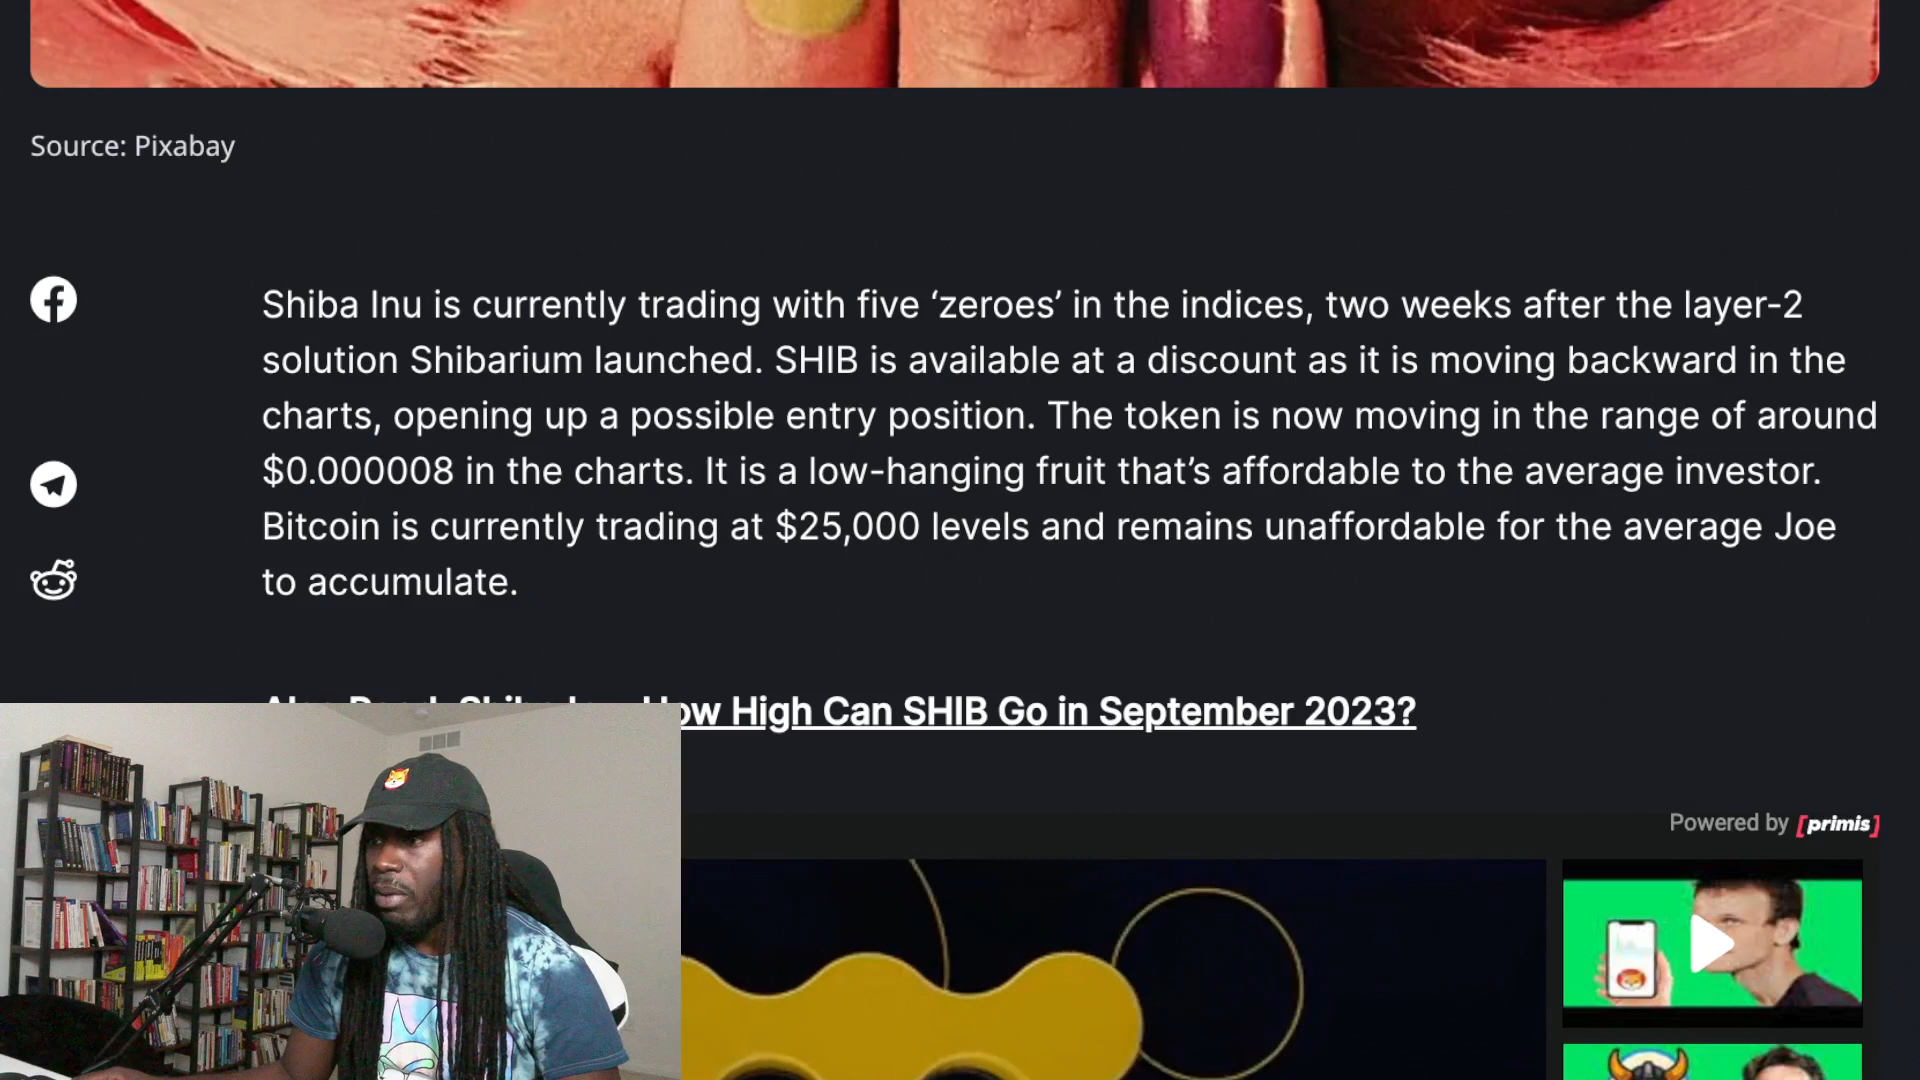 Source: Pixabay
Shiba Inu is currently trading with five ‘zeroes’ in the indices, two weeks after the layer-2
solution Shibarium launched. SHIB is available at a discount as it is moving backward in the
charts, opening up a possible entry position. The token is now moving in the range of around
$0.000008 in the charts. It is a low-hanging fruit that’s affordable to the average investor.
Bitcoin is currently trading at $25,000 levels and remains unaffordable for the average Joe
to accumulate.
High Can SHIB Go in September 2023?
Powered by [primis]